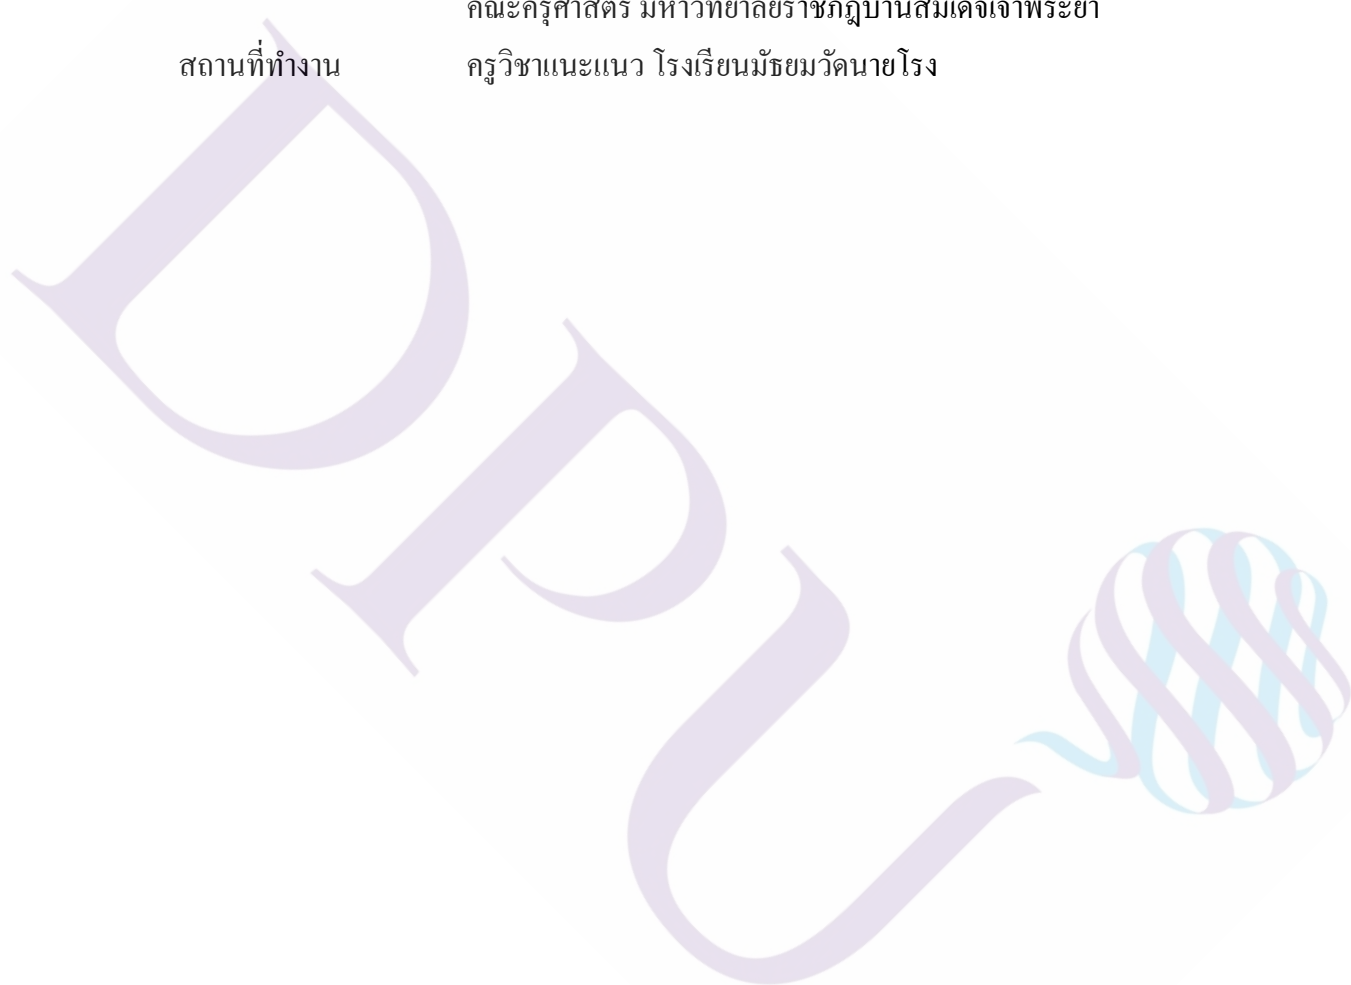 คณะครุศาสตร์ มหาวิทยาลัยราชภัฏบ้านสมเด็จเจ้าพระยา
สถานที่ทำงาน ครูวิชาแนะแนว โรงเรียนมัธยมวัดนายโรง
DPU